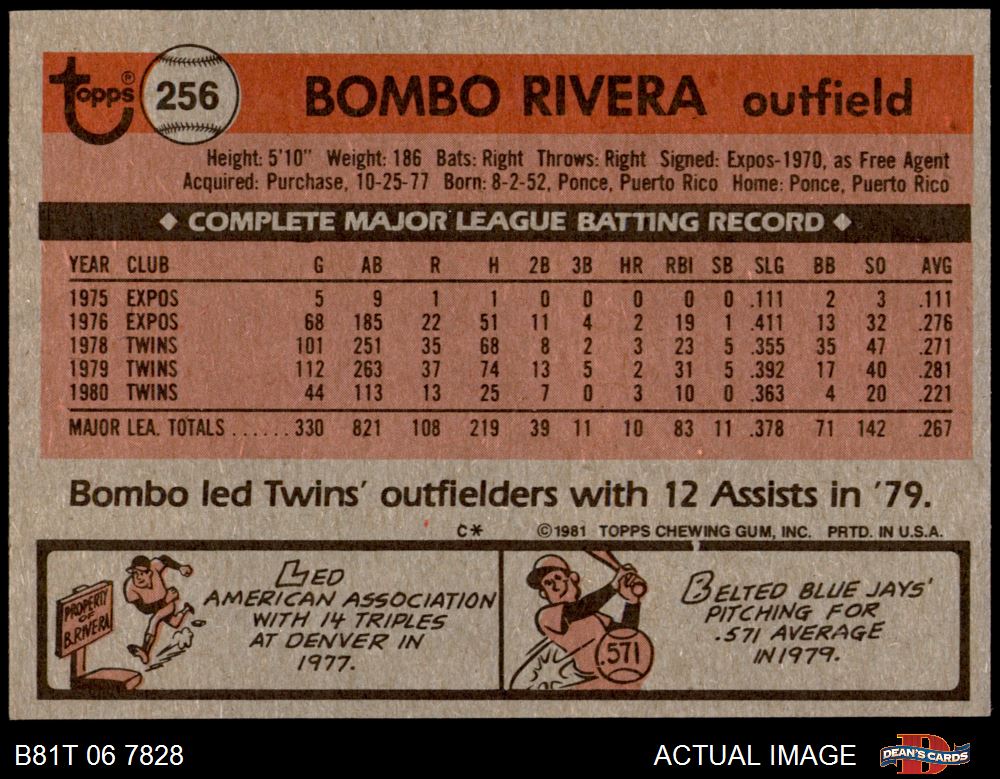 Topps® 256 BOMBO RIVERA outfield
Height: 5'10" Weight: 186 Bats: Right Throws: Right Signed: Expos-1970, as Free Agent
Acquired: Purchase, 10-25-77 Born: 8-2-52, Ponce, Puerto Rico Home: Ponce, Puerto Rico
◆ COMPLETE MAJOR LEAGUE BATTING RECORD ◆
YEAR CLUB G AB R H 2B 3B HR RBI SB SLG BB SO AVG
1975 EXPOS 5 9 1 1 0 0 0 0 0 .111 2 3 .111
1976 EXPOS 68 185 22 51 11 4 2 19 1 .411 13 32 .276
1978 TWINS 101 251 35 68 8 2 3 23 5 .355 35 47 .271
1979 TWINS 112 263 37 74 13 5 2 31 5 .392 17 40 .281
1980 TWINS 44 113 13 25 7 0 3 10 0 .363 4 20 .221
MAJOR LEA. TOTALS ......330 821 108 219 39 11 10 83 11 .378 71 142 .267
Bombo led Twins' outfielders with 12 Assists in '79.
C* ©1981 TOPPS CHEWING GUM, INC. PRTD. IN U.S.A.
PROPERTY
OF
B.RIVERA
LED
AMERICAN ASSOCIATION
WITH 14 TRIPLES
AT DENVER IN
1977.
.571
BELTED BLUE JAYS'
PITCHING FOR
.571 AVERAGE
IN 1979.
B81T 06 7828 ACTUAL IMAGE DEAN'S CARDS